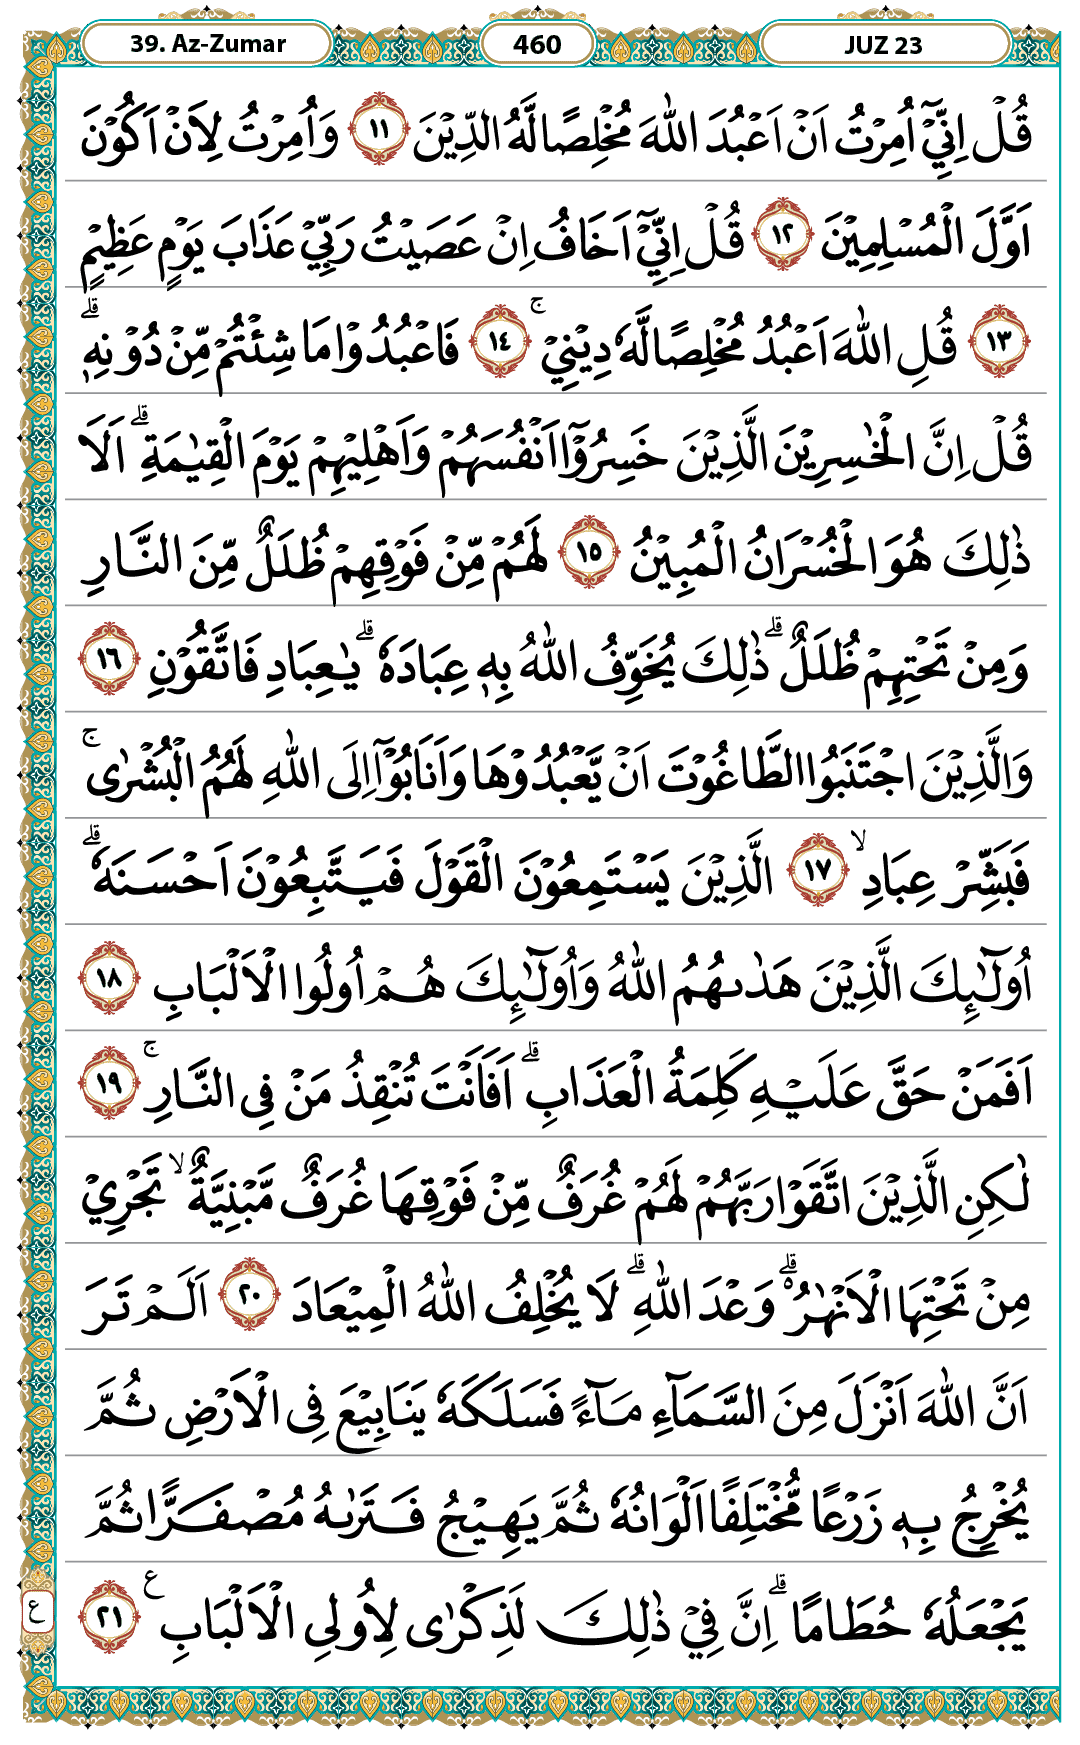 39. Az-Zumar 460 JUZ 23
قُلْ اِنِّيْٓ اُمِرْتُ اَنْ اَعْبُدَ اللّٰهَ مُخْلِصًا لَّهُ الدِّيْنَ ١١ وَاُمِرْتُ لِاَنْ اَكُوْنَ
اَوَّلَ الْمُسْلِمِيْنَ ١٢ قُلْ اِنِّيْٓ اَخَافُ اِنْ عَصَيْتُ رَبِّيْ عَذَابَ يَوْمٍ عَظِيْمٍ
١٣ قُلِ اللّٰهَ اَعْبُدُ مُخْلِصًا لَّهٗ دِيْنِيْۚ ١٤ فَاعْبُدُوْا مَا شِئْتُمْ مِّنْ دُوْنِهٖۗ
قُلْ اِنَّ الْخٰسِرِيْنَ الَّذِيْنَ خَسِرُوْٓا اَنْفُسَهُمْ وَاَهْلِيْهِمْ يَوْمَ الْقِيٰمَةِۗ اَلَا
ذٰلِكَ هُوَ الْخُسْرَانُ الْمُبِيْنُ ١٥ لَهُمْ مِّنْ فَوْقِهِمْ ظُلَلٌ مِّنَ النَّارِ
وَمِنْ تَحْتِهِمْ ظُلَلٌۗ ذٰلِكَ يُخَوِّفُ اللّٰهُ بِهٖ عِبَادَهٗۗ يٰعِبَادِ فَاتَّقُوْنِ ١٦
وَالَّذِيْنَ اجْتَنَبُوا الطَّاغُوْتَ اَنْ يَّعْبُدُوْهَا وَاَنَابُوْٓا اِلَى اللّٰهِ لَهُمُ الْبُشْرٰىۚ
فَبَشِّرْ عِبَادِۙ ١٧ الَّذِيْنَ يَسْتَمِعُوْنَ الْقَوْلَ فَيَتَّبِعُوْنَ اَحْسَنَهٗۗ
اُولٰۤىِٕكَ الَّذِيْنَ هَدٰىهُمُ اللّٰهُ وَاُولٰۤىِٕكَ هُمْ اُولُوا الْاَلْبَابِ ١٨
اَفَمَنْ حَقَّ عَلَيْهِ كَلِمَةُ الْعَذَابِۗ اَفَاَنْتَ تُنْقِذُ مَنْ فِى النَّارِۚ ١٩
لٰكِنِ الَّذِيْنَ اتَّقَوْا رَبَّهُمْ لَهُمْ غُرَفٌ مِّنْ فَوْقِهَا غُرَفٌ مَّبْنِيَّةٌۙ تَجْرِيْ
مِنْ تَحْتِهَا الْاَنْهٰرُ ەۗ وَعْدَ اللّٰهِۗ لَا يُخْلِفُ اللّٰهُ الْمِيْعَادَ ٢٠ اَلَمْ تَرَ
اَنَّ اللّٰهَ اَنْزَلَ مِنَ السَّمَاۤءِ مَاۤءً فَسَلَكَهٗ يَنَابِيْعَ فِى الْاَرْضِ ثُمَّ
يُخْرِجُ بِهٖ زَرْعًا مُّخْتَلِفًا اَلْوَانُهٗ ثُمَّ يَهِيْجُ فَتَرٰىهُ مُصْفَرًّا ثُمَّ
يَجْعَلُهٗ حُطَامًاۗ اِنَّ فِيْ ذٰلِكَ لَذِكْرٰى لِاُولِى الْاَلْبَابِ ع ٢١
ع